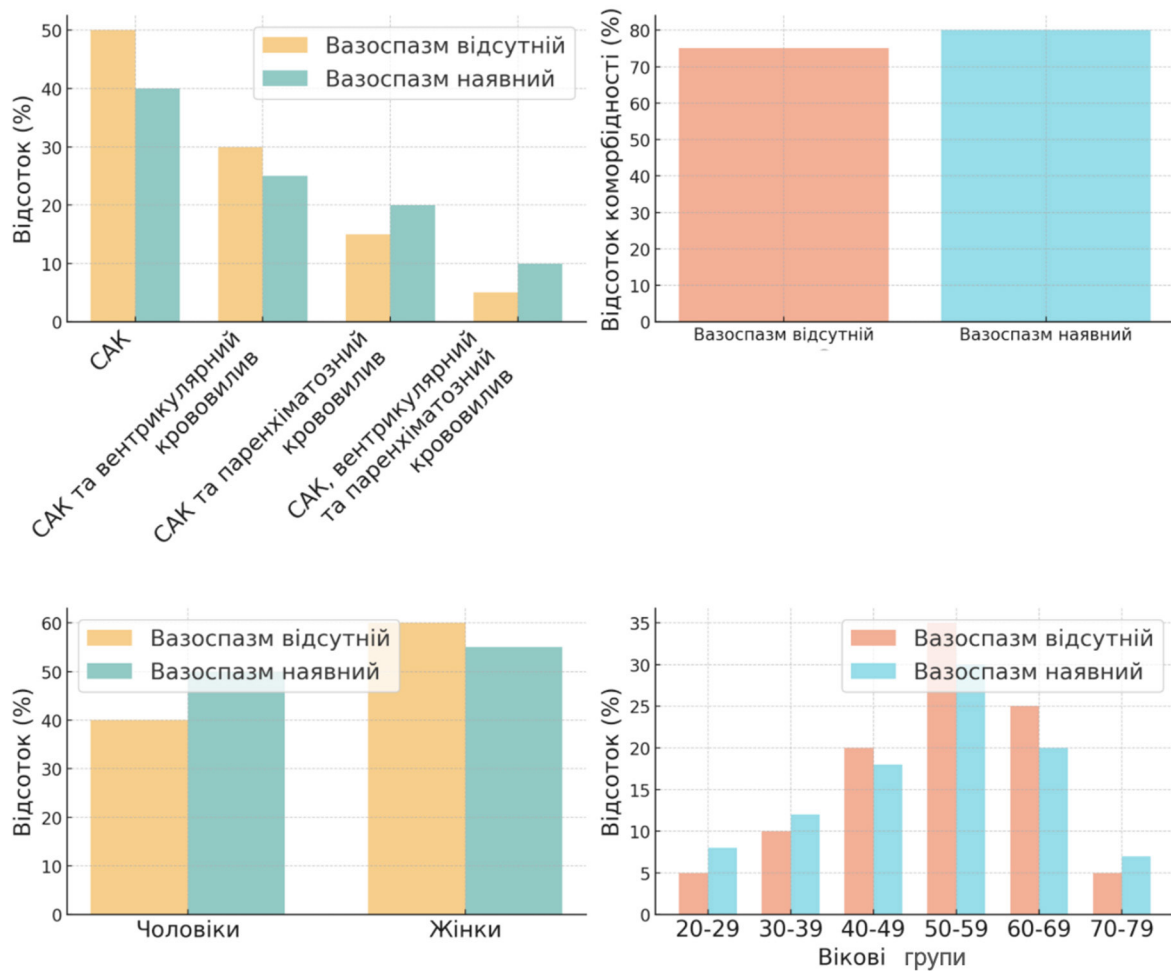 Відсоток (%)
50
40
30
20
10
0
Вазоспазм відсутній
Вазоспазм наявний
САК
САК та вентрикулярний
крововилив
САК та паренхіматозний
крововилив
САК, вентрикулярний
та паренхіматозний
крововилив
Відсоток коморбідності (%)
80
70
60
50
40
30
20
10
0
Вазоспазм відсутній
Вазоспазм наявний
Відсоток (%)
60
50
40
30
20
10
0
Вазоспазм відсутній
Вазоспазм наявний
Чоловіки
Жінки
Відсоток (%)
35
30
25
20
15
10
5
0
Вазоспазм відсутній
Вазоспазм наявний
20-29 30-39 40-49 50-59 60-69 70-79
Вікові групи